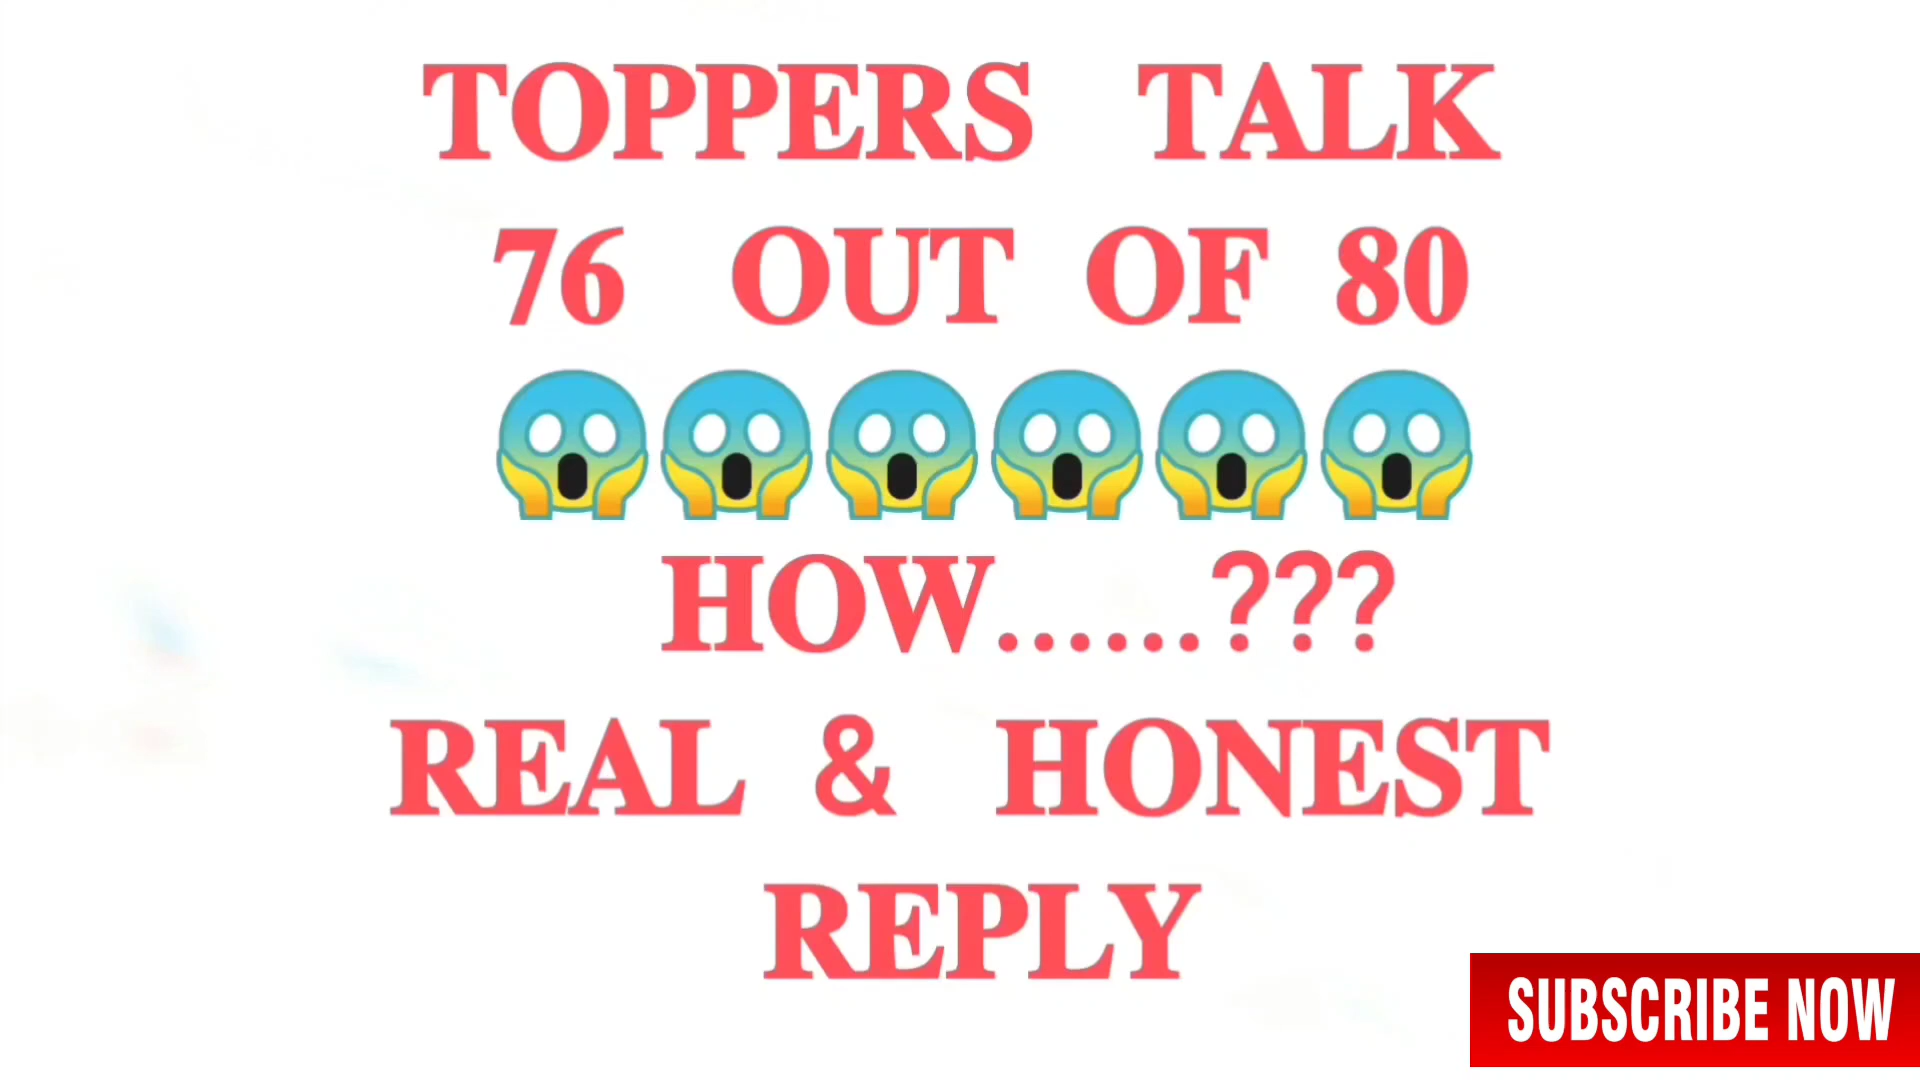 TOPPERS TALK
76 OUT OF 80
😱😱😱😱😱😱
HOW......???
REAL & HONEST
REPLY
SUBSCRIBE NOW